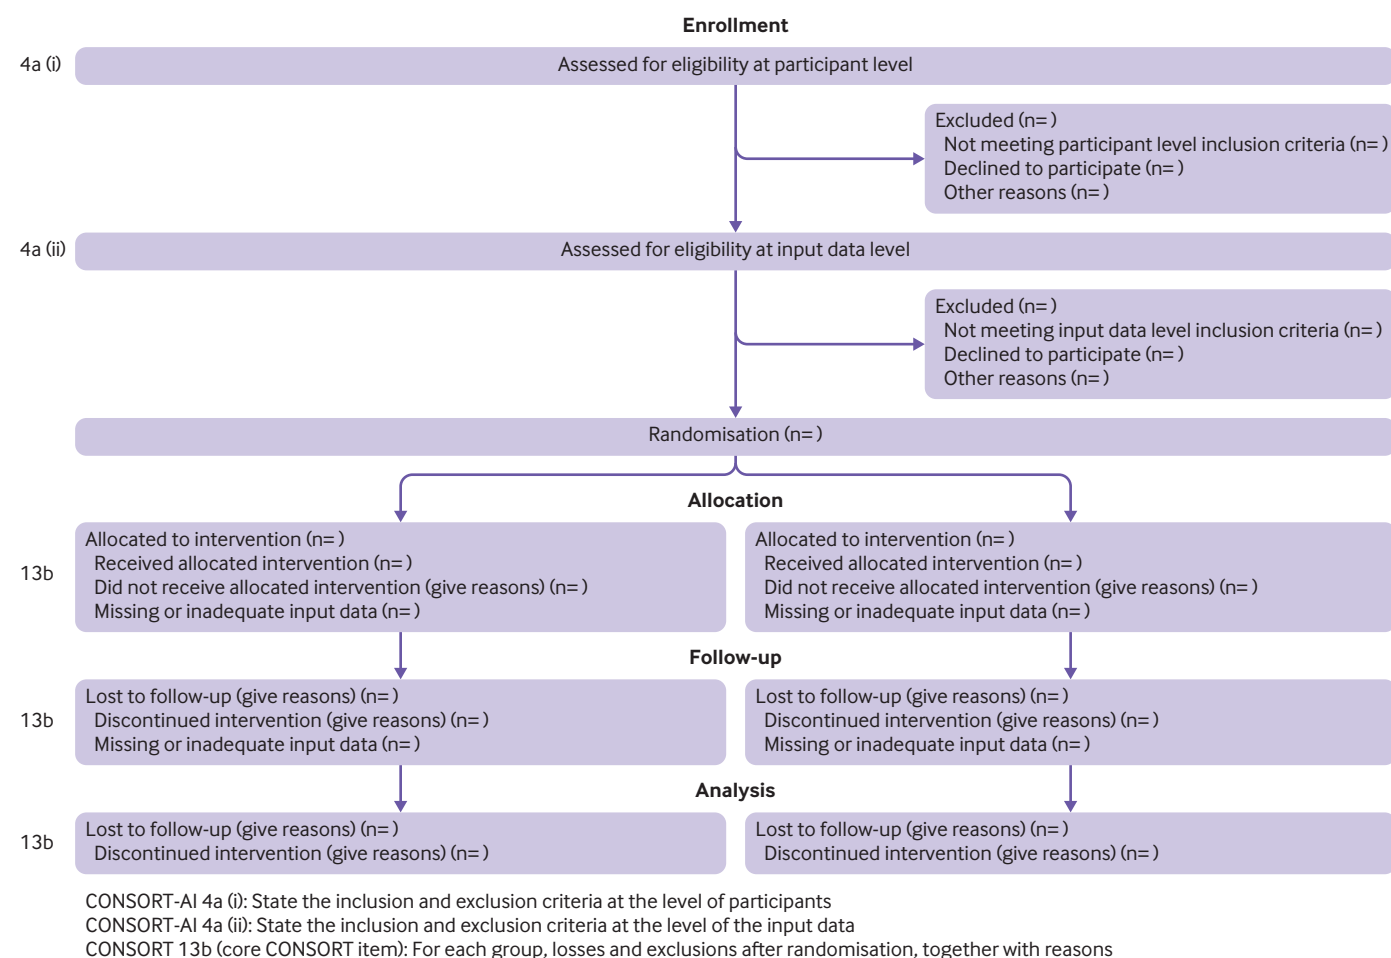 Enrollment
4a (i)
Assessed for eligibility at participant level
Excluded (n= )
Not meeting participant level inclusion criteria (n= )
Declined to participate (n= )
Other reasons (n= )
4a (ii)
Assessed for eligibility at input data level
Excluded (n= )
Not meeting input data level inclusion criteria (n= )
Declined to participate (n= )
Other reasons (n= )
Randomisation (n= )
Allocation
13b
Allocated to intervention (n= )
Received allocated intervention (n= )
Did not receive allocated intervention (give reasons) (n= )
Missing or inadequate input data (n= )
Allocated to intervention (n= )
Received allocated intervention (n= )
Did not receive allocated intervention (give reasons) (n= )
Missing or inadequate input data (n= )
Follow-up
13b
Lost to follow-up (give reasons) (n= )
Discontinued intervention (give reasons) (n= )
Missing or inadequate input data (n= )
Lost to follow-up (give reasons) (n= )
Discontinued intervention (give reasons) (n= )
Missing or inadequate input data (n= )
Analysis
13b
Lost to follow-up (give reasons) (n= )
Discontinued intervention (give reasons) (n= )
Lost to follow-up (give reasons) (n= )
Discontinued intervention (give reasons) (n= )
CONSORT-AI 4a (i): State the inclusion and exclusion criteria at the level of participants
CONSORT-AI 4a (ii): State the inclusion and exclusion criteria at the level of the input data
CONSORT 13b (core CONSORT item): For each group, losses and exclusions after randomisation, together with reasons